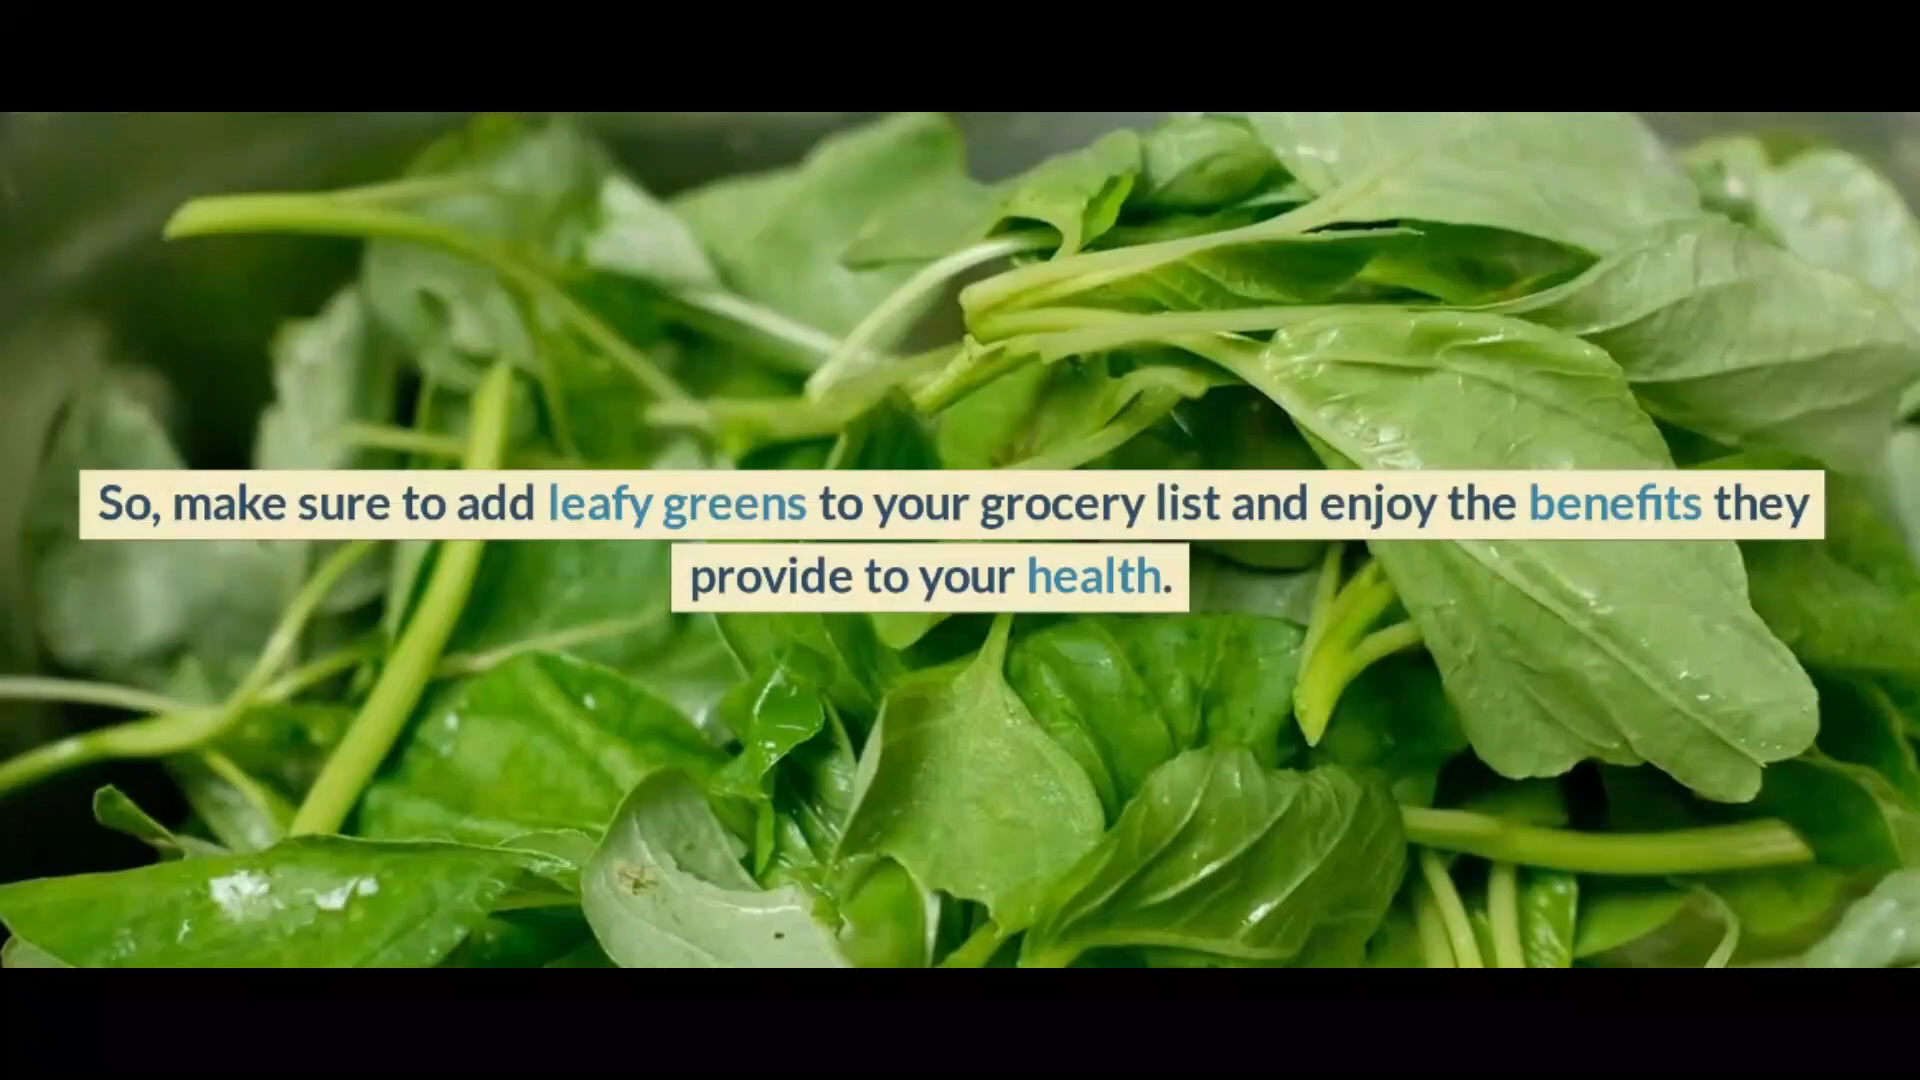 So, make sure to add leafy greens to your grocery list and enjoy the benefits they
provide to your health.